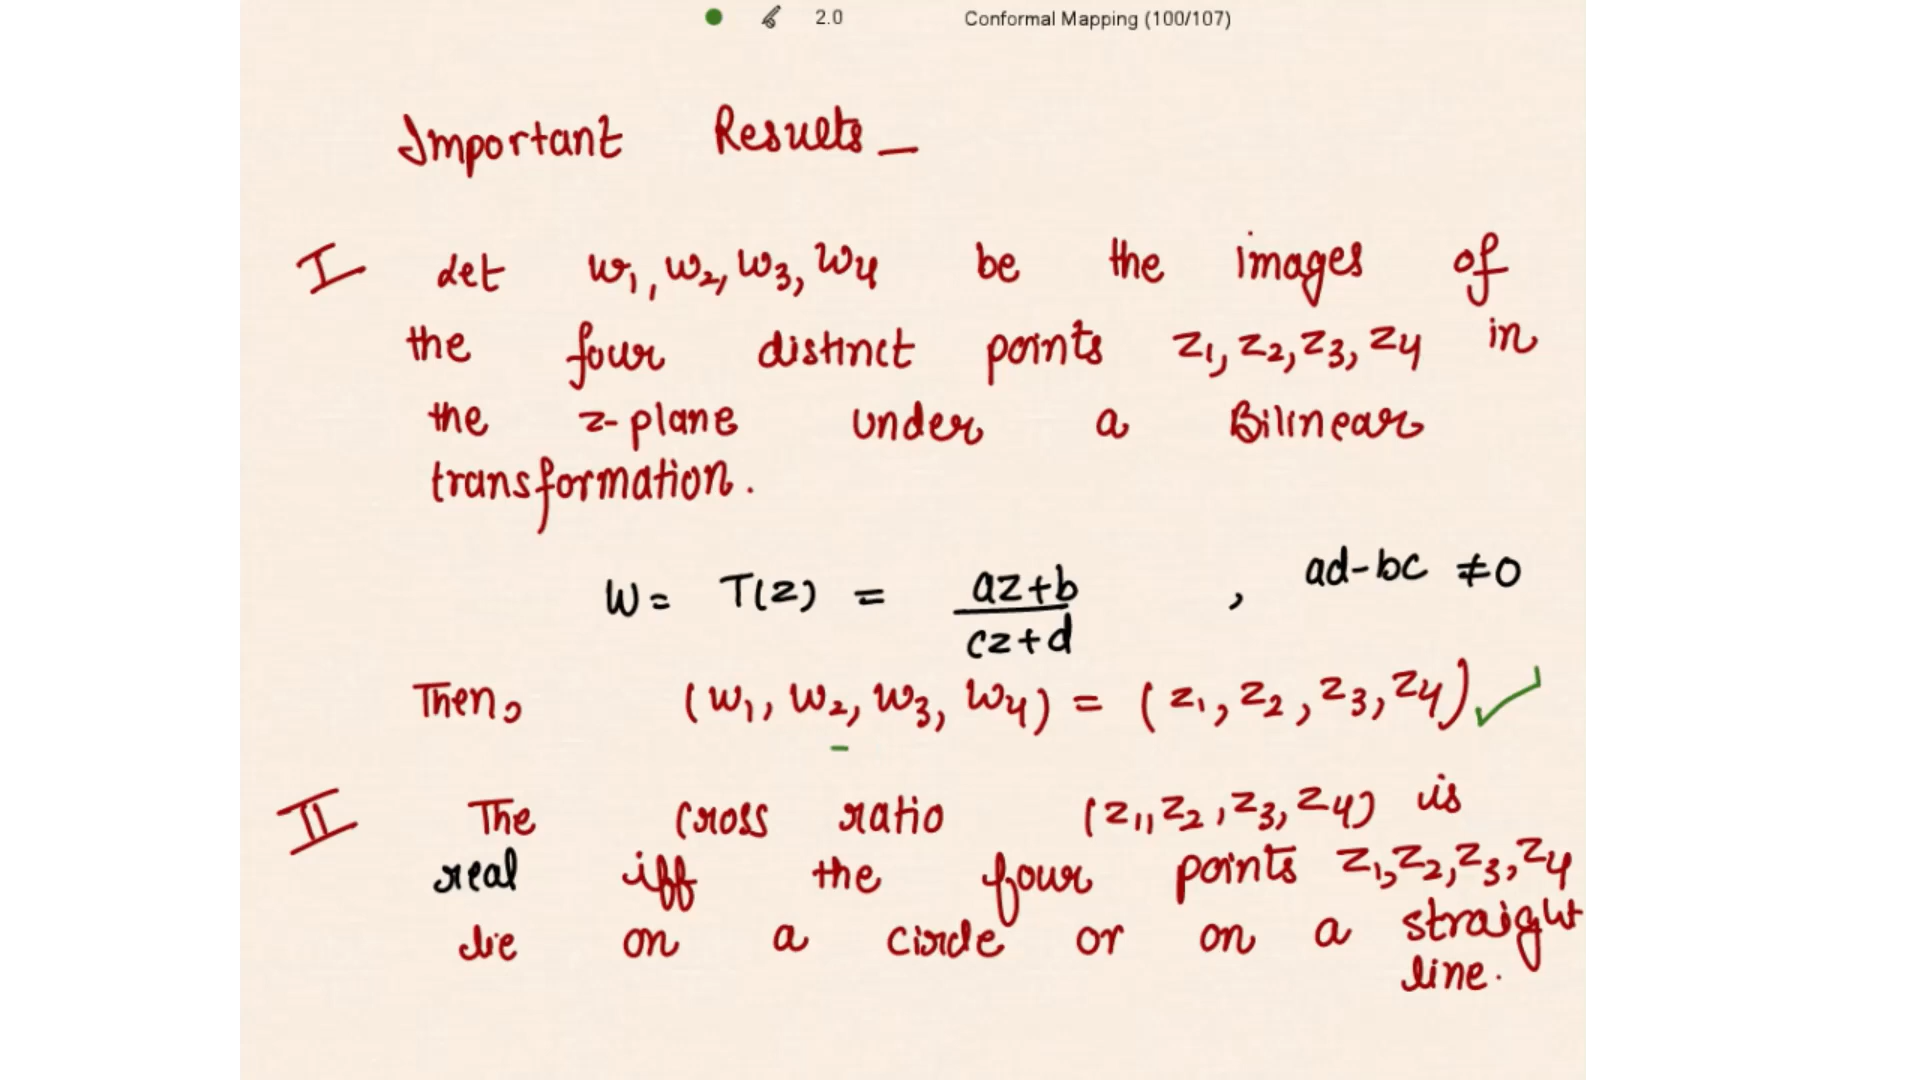 2.0 Conformal Mapping (100/107)
Important Results _
I Let w₁, w₂, w₃, w₄ be the images of
the four distinct points z₁, z₂, z₃, z₄ in
the z-plane under a Bilinear
transformation.
W = T(z) = (az+b)/(cz+d) , ad-bc ≠ 0
Then, (w₁, w₂, w₃, w₄) = (z₁, z₂, z₃, z₄) ✓
II The cross ratio (z₁, z₂, z₃, z₄) is
real iff the four points z₁, z₂, z₃, z₄
lie on a circle or on a straight
line.